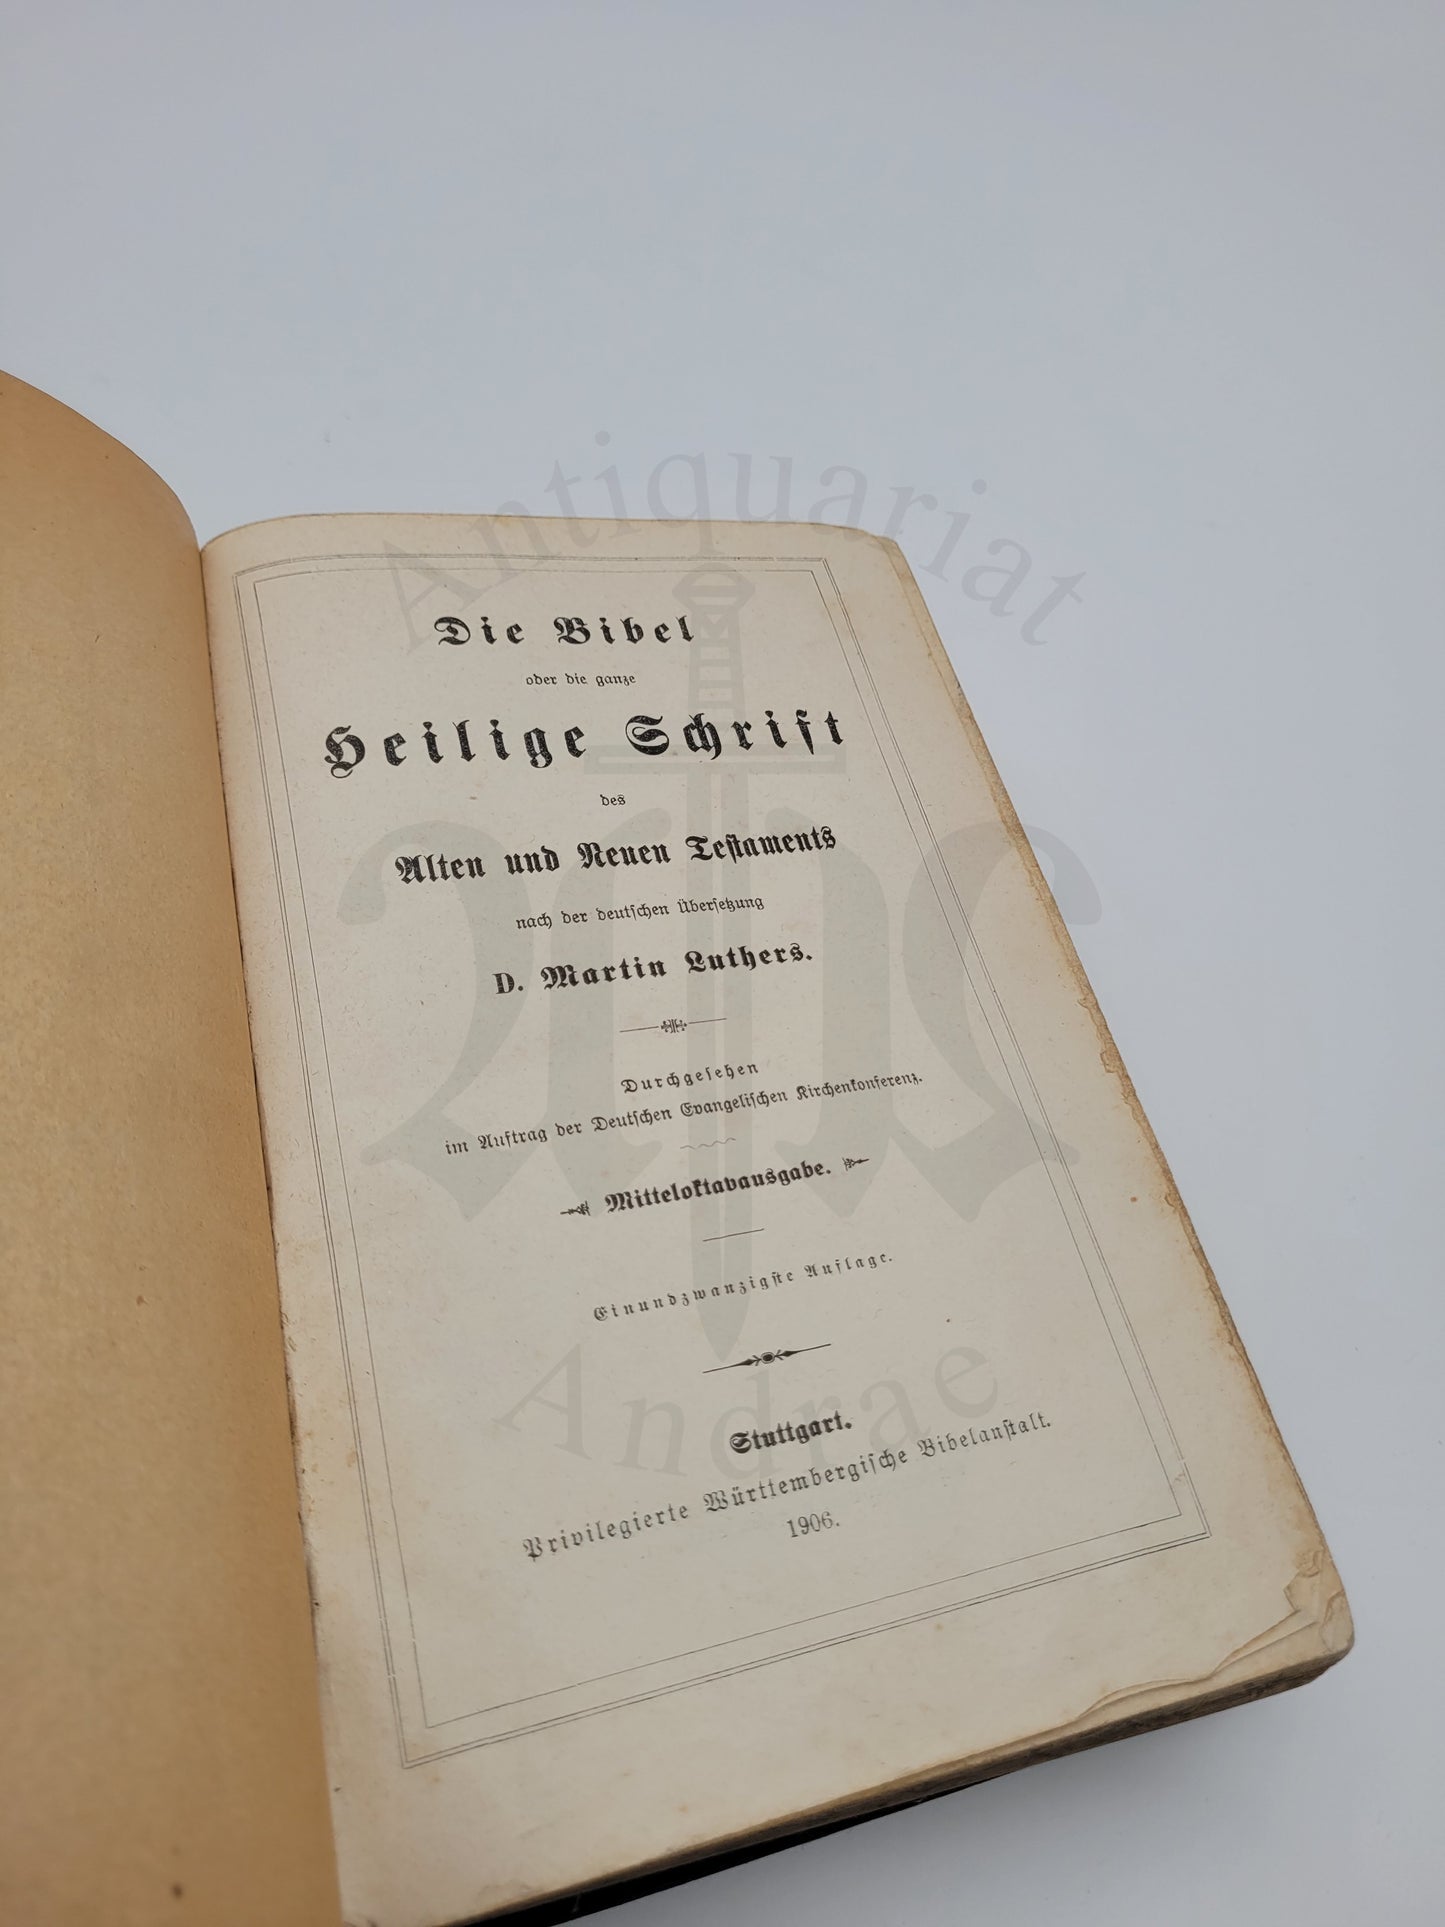 Die Bibel
oder die ganze
Heilige Schrift
des
Alten und Neuen Testaments
nach der deutschen Übersetzung
D. Martin Luthers.
Durchgesehen
im Auftrag der Deutschen Evangelischen Kirchenkonferenz.
Mitteloktavausgabe.
Einundzwanzigste Auflage.
Stuttgart.
Privilegierte Württembergische Bibelanstalt.
1906.
Antiquariat
Andrae